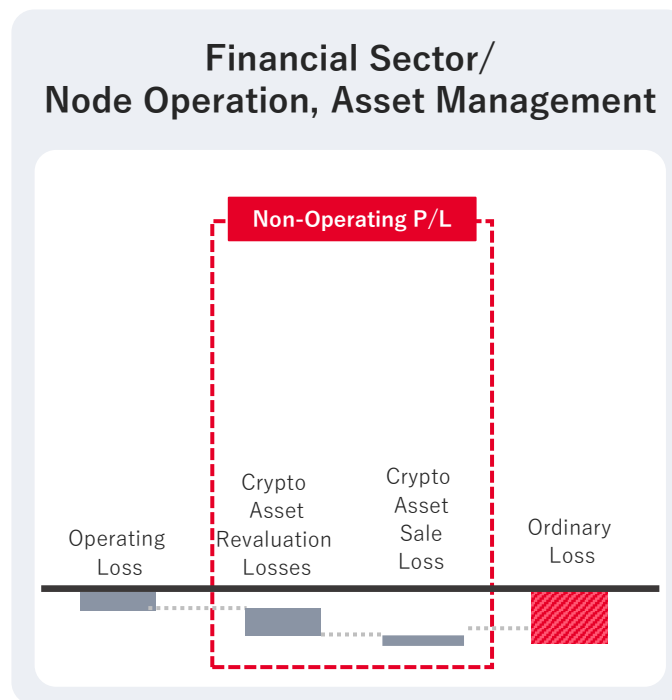 Financial Sector/
Node Operation, Asset Management
Non-Operating P/L
Operating
Loss
Crypto
Asset
Revaluation
Losses
Crypto
Asset
Sale
Loss
Ordinary
Loss